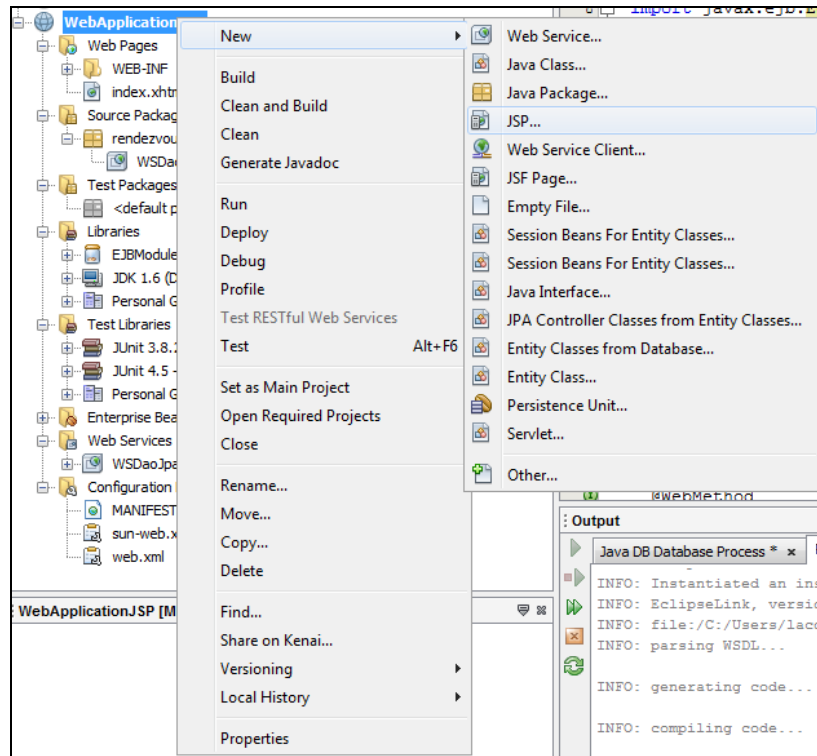 WebApplication
Web Pages
WEB-INF
index.xhtm
Source Packag
rendezvou
WSDao
Test Packages
<default p
Libraries
EJBModule
JDK 1.6 (D
Personal G
Test Libraries
JUnit 3.8.2
JUnit 4.5 -
Personal G
Enterprise Bea
Web Services
WSDaoJpa
Configuration
MANIFEST
sun-web.x
web.xml
WebApplicationJSP [M
New
Build
Clean and Build
Clean
Generate Javadoc
Run
Deploy
Debug
Profile
Test RESTful Web Services
Test Alt+F6
Set as Main Project
Open Required Projects
Close
Rename...
Move...
Copy...
Delete
Find...
Share on Kenai...
Versioning
Local History
Properties
import javax.ejb.E
Web Service...
Java Class...
Java Package...
JSP...
Web Service Client...
JSF Page...
Empty File...
Session Beans For Entity Classes...
Session Beans For Entity Classes...
Java Interface...
JPA Controller Classes from Entity Classes...
Entity Classes from Database...
Entity Class...
Persistence Unit...
Servlet...
Other...
@WebMethod
Output
Java DB Database Process *
INFO: Instantiated an ins
INFO: EclipseLink, versio
INFO: file:/C:/Users/laco
INFO: parsing WSDL...
INFO: generating code...
INFO: compiling code...